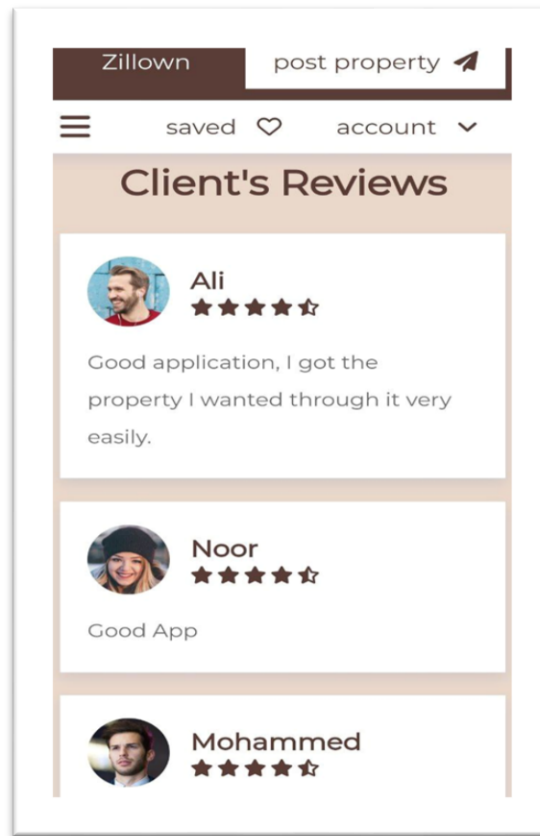 Zillown
post property
saved
account
Client's Reviews
Ali
Good application, I got the
property I wanted through it very
easily.
Noor
Good App
Mohammed